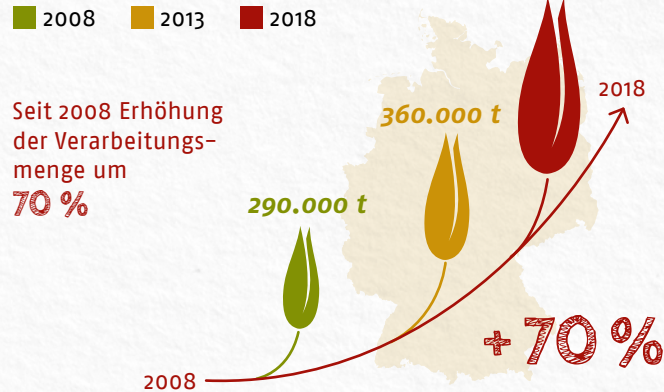 2008 2013 2018
Seit 2008 Erhöhung
der Verarbeitungs-
menge um
70 %
2018
360.000 t
290.000 t
+70 %
2008